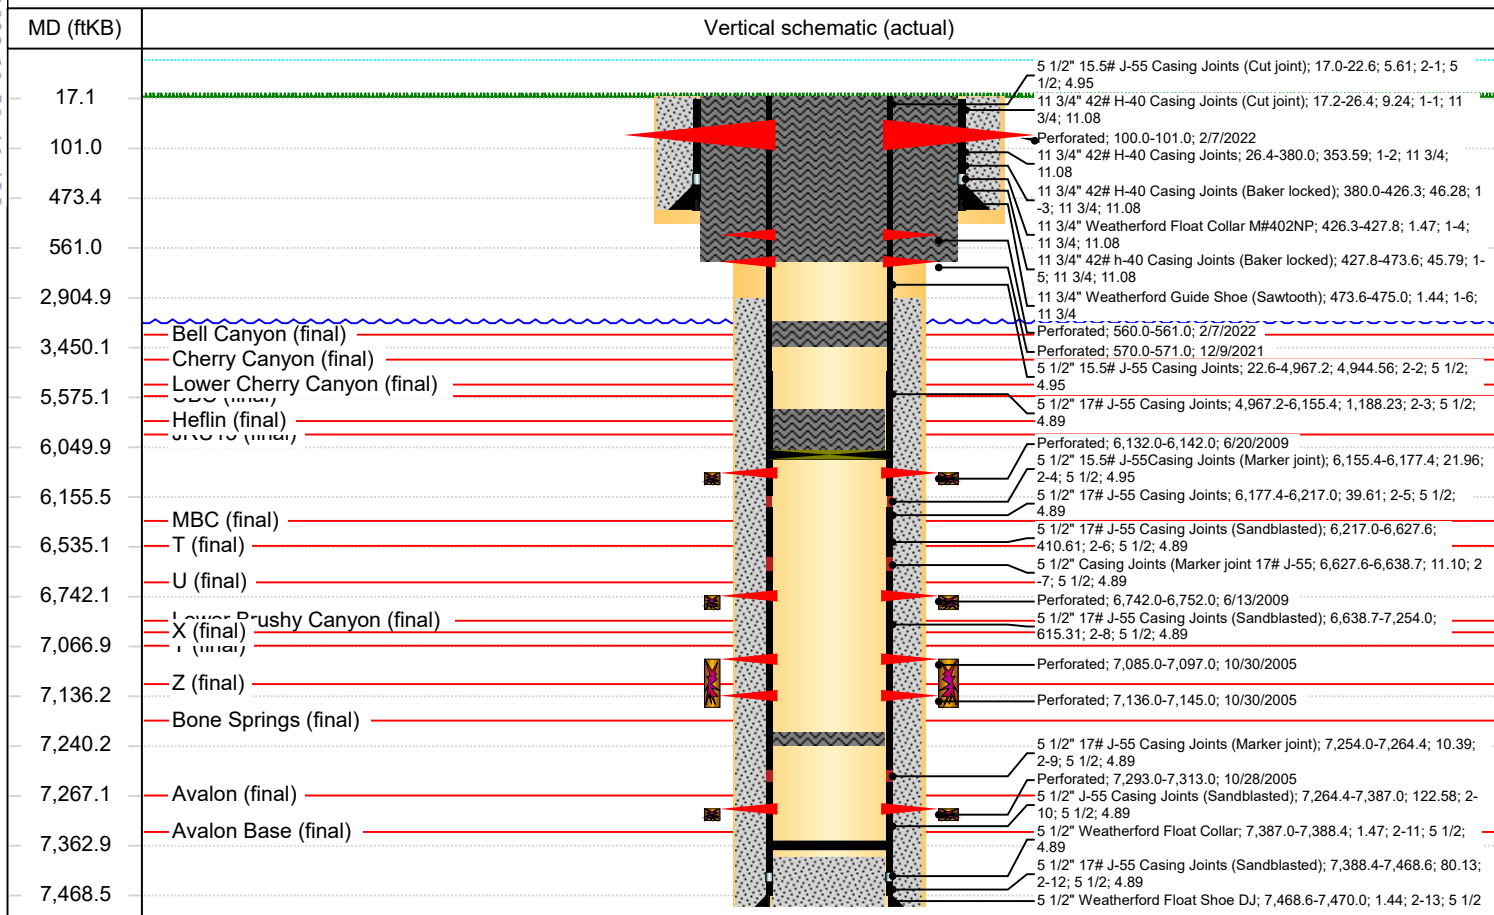 MD (ftKB)
Vertical schematic (actual)
17.1
101.0
473.4
561.0
2,904.9
3,450.1
5,575.1
6,049.9
6,155.5
6,535.1
6,742.1
7,066.9
7,136.2
7,240.2
7,267.1
7,362.9
7,468.5
Bell Canyon (final)
Cherry Canyon (final)
Lower Cherry Canyon (final)
Heflin (final)
MBC (final)
T (final)
U (final)
Lower Brushy Canyon (final)
X (final)
Z (final)
Bone Springs (final)
Avalon (final)
Avalon Base (final)
5 1/2" 15.5# J-55 Casing Joints (Cut joint); 17.0-22.6; 5.61; 2-1; 5
1/2; 4.95
11 3/4" 42# H-40 Casing Joints (Cut joint); 17.2-26.4; 9.24; 1-1; 11
3/4; 11.08
Perforated; 100.0-101.0; 2/7/2022
11 3/4" 42# H-40 Casing Joints; 26.4-380.0; 353.59; 1-2; 11 3/4;
11.08
11 3/4" 42# H-40 Casing Joints (Baker locked); 380.0-426.3; 46.28; 1
-3; 11 3/4; 11.08
11 3/4" Weatherford Float Collar M#402NP; 426.3-427.8; 1.47; 1-4;
11 3/4; 11.08
11 3/4" 42# h-40 Casing Joints (Baker locked); 427.8-473.6; 45.79; 1-
5; 11 3/4; 11.08
11 3/4" Weatherford Guide Shoe (Sawtooth); 473.6-475.0; 1.44; 1-6;
11 3/4
Perforated; 560.0-561.0; 2/7/2022
Perforated; 570.0-571.0; 12/9/2021
5 1/2" 15.5# J-55 Casing Joints; 22.6-4,967.2; 4,944.56; 2-2; 5 1/2;
4.95
5 1/2" 17# J-55 Casing Joints; 4,967.2-6,155.4; 1,188.23; 2-3; 5 1/2;
4.89
Perforated; 6,132.0-6,142.0; 6/20/2009
5 1/2" 15.5# J-55Casing Joints (Marker joint); 6,155.4-6,177.4; 21.96;
2-4; 5 1/2; 4.95
5 1/2" 17# J-55 Casing Joints; 6,177.4-6,217.0; 39.61; 2-5; 5 1/2;
4.89
5 1/2" 17# J-55 Casing Joints (Sandblasted); 6,217.0-6,627.6;
410.61; 2-6; 5 1/2; 4.89
5 1/2" Casing Joints (Marker joint 17# J-55; 6,627.6-6,638.7; 11.10; 2
-7; 5 1/2; 4.89
Perforated; 6,742.0-6,752.0; 6/13/2009
5 1/2" 17# J-55 Casing Joints (Sandblasted); 6,638.7-7,254.0;
615.31; 2-8; 5 1/2; 4.89
Perforated; 7,085.0-7,097.0; 10/30/2005
Perforated; 7,136.0-7,145.0; 10/30/2005
5 1/2" 17# J-55 Casing Joints (Marker joint); 7,254.0-7,264.4; 10.39;
2-9; 5 1/2; 4.89
Perforated; 7,293.0-7,313.0; 10/28/2005
5 1/2" J-55 Casing Joints (Sandblasted); 7,264.4-7,387.0; 122.58; 2-
10; 5 1/2; 4.89
5 1/2" Weatherford Float Collar; 7,387.0-7,388.4; 1.47; 2-11; 5 1/2;
4.89
5 1/2" 17# J-55 Casing Joints (Sandblasted); 7,388.4-7,468.6; 80.13;
2-12; 5 1/2; 4.89
5 1/2" Weatherford Float Shoe DJ; 7,468.6-7,470.0; 1.44; 2-13; 5 1/2